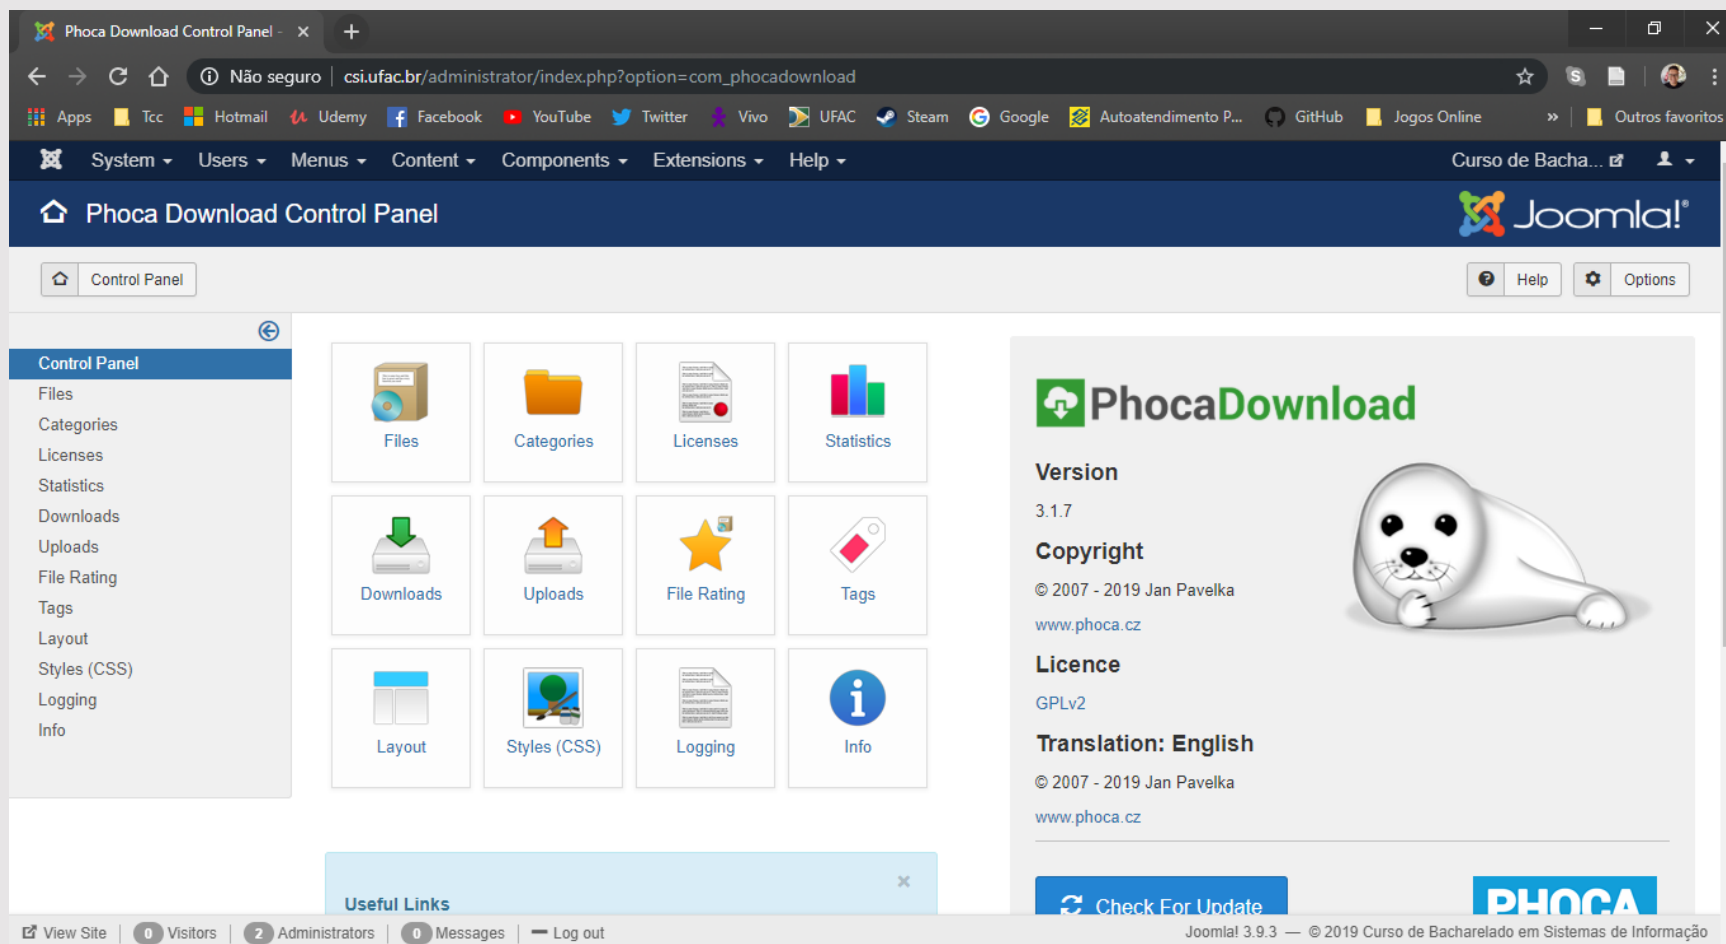 Phoca Download Control Panel -
Não seguro | csi.ufac.br/administrator/index.php?option=com_phocadownload
Apps Tcc Hotmail Udemy Facebook YouTube Twitter Vivo UFAC Steam Google Autoatendimento P... GitHub Jogos Online » Outros favoritos
System Users Menus Content Components Extensions Help Curso de Bacha...
Phoca Download Control Panel Joomla!®
Control Panel Help Options
Control Panel
Files
Categories
Licenses
Statistics
Downloads
Uploads
File Rating
Tags
Layout
Styles (CSS)
Logging
Info
Files Categories Licenses Statistics
Downloads Uploads File Rating Tags
Layout Styles (CSS) Logging Info
Useful Links
PhocaDownload
Version
3.1.7
Copyright
© 2007 - 2019 Jan Pavelka
www.phoca.cz
Licence
GPLv2
Translation: English
© 2007 - 2019 Jan Pavelka
www.phoca.cz
Check For Update
PHOCA
View Site 0 Visitors 2 Administrators 0 Messages Log out Joomla! 3.9.3 — © 2019 Curso de Bacharelado em Sistemas de Informação